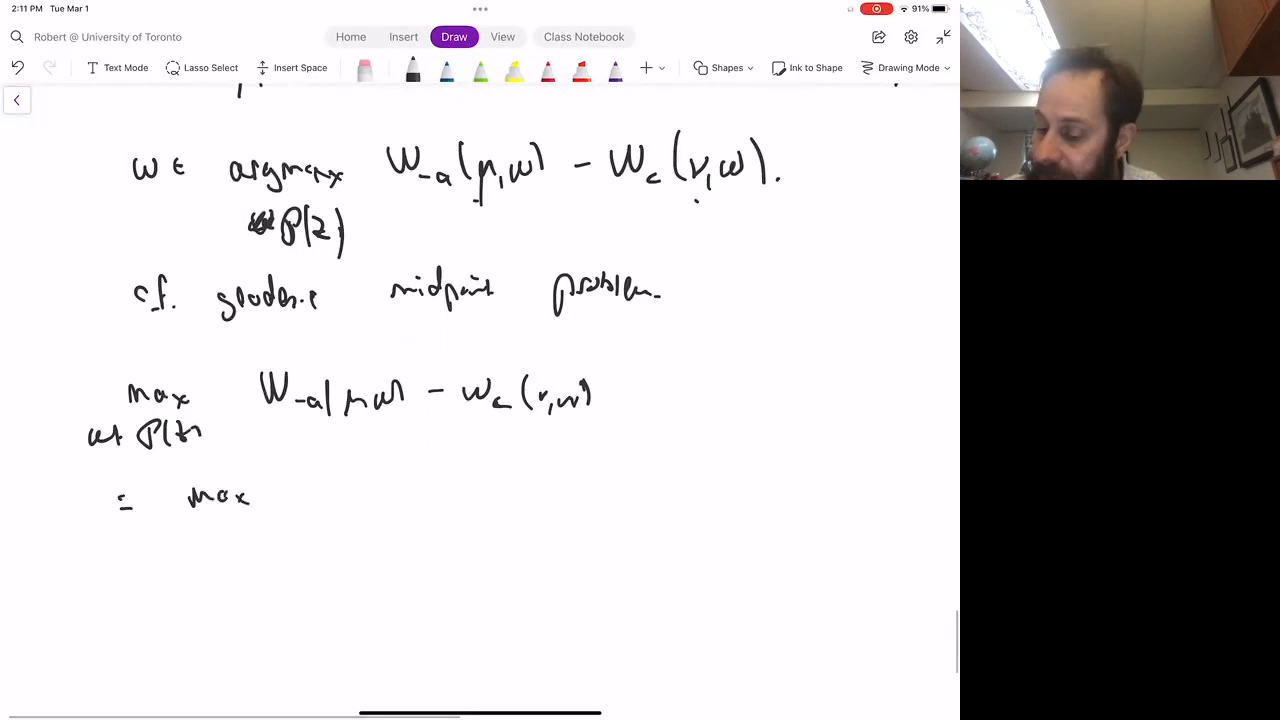 2:11 PM Tue Mar 1
91%
Robert @ University of Toronto
Home Insert Draw View Class Notebook
Text Mode Lasso Select Insert Space Shapes Ink to Shape Drawing Mode
ω ∈ argmax W_{-a}(μ, ω) - W_c(ν, ω).
P(Z)
cf. geodesic midpoint problem.
max W_{-a}(μ, ω) - W_c(ν, ω)
ω ∈ P(Z)
= max